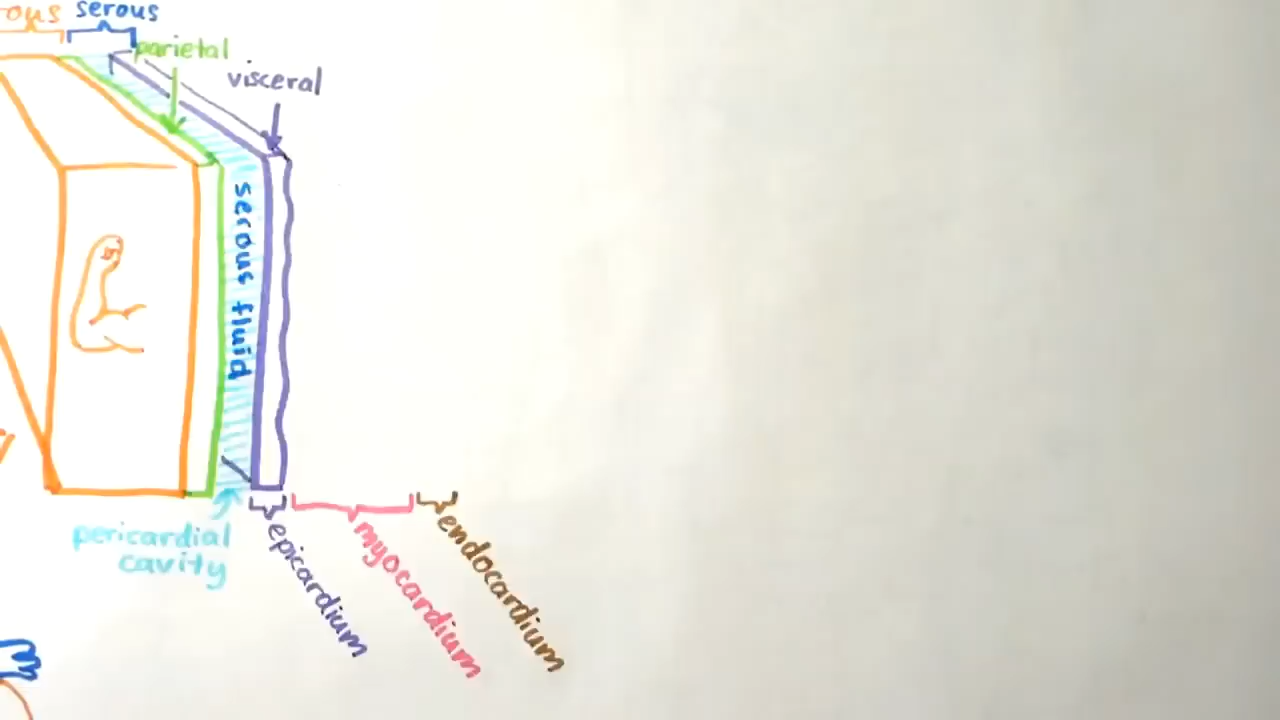 serous
parietal
visceral
serous fluid
pericardial
cavity
epicardium
myocardium
endocardium